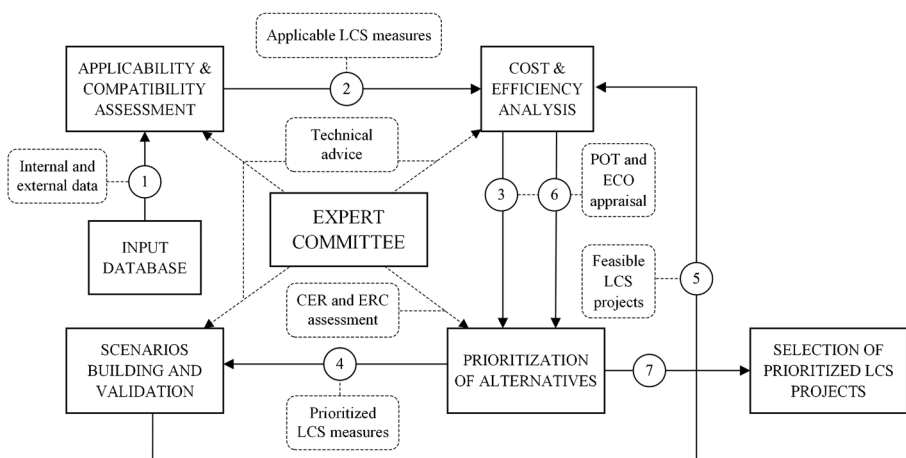 Applicable LCS measures
APPLICABILITY &
COMPATIBILITY
ASSESSMENT
2
COST &
EFFICIENCY
ANALYSIS
Technical
advice
Internal and
external data
1
3
6
POT and
ECO
appraisal
EXPERT
COMMITTEE
INPUT
DATABASE
Feasible
LCS
projects
5
CER and ERC
assessment
SCENARIOS
BUILDING AND
VALIDATION
4
Prioritized
LCS measures
PRIORITIZATION
OF ALTERNATIVES
7
SELECTION OF
PRIORITIZED LCS
PROJECTS